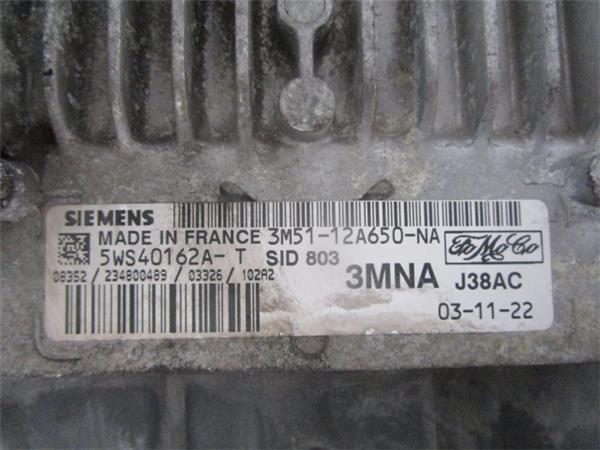 SIEMENS
MADE IN FRANCE 3M51-12A650-NA
5WS40162A- T SID 803
FoMoCo
08352 / 234800489 / 03326 / 102A2
3MNA J38AC
03-11-22